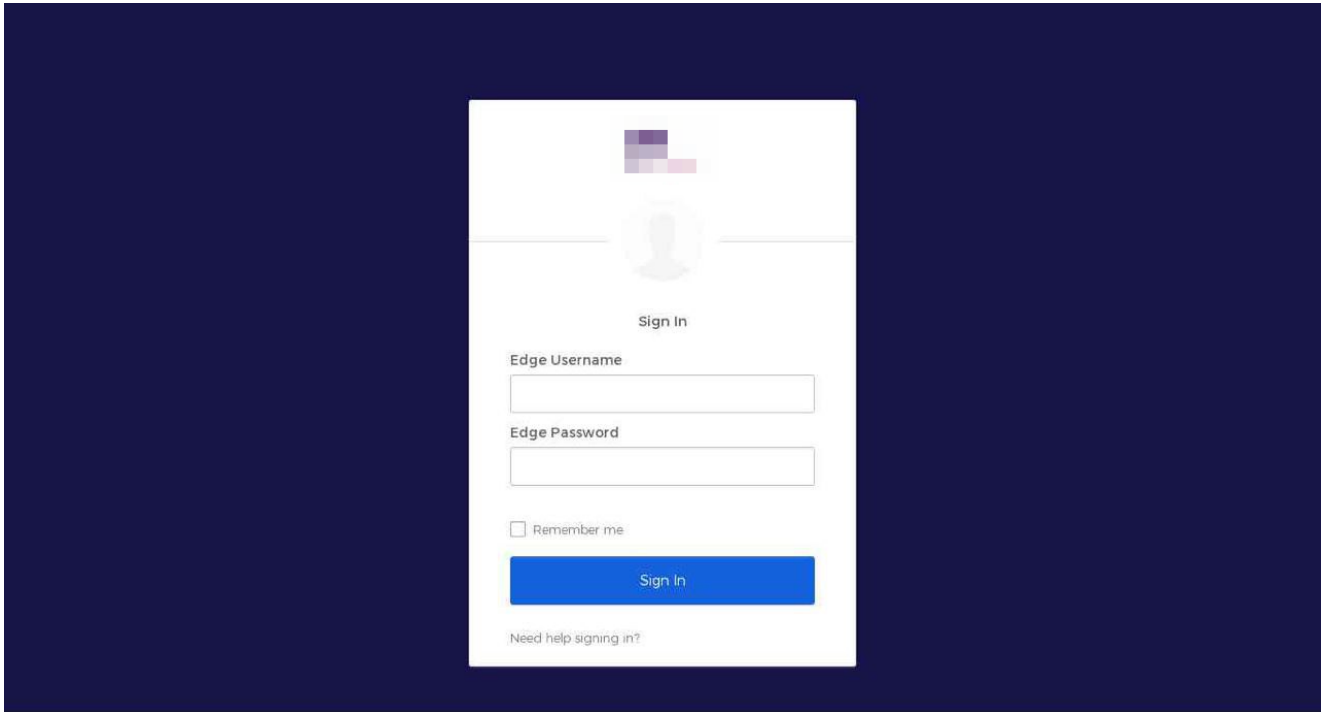 Sign In
Edge Username
Edge Password
Remember me
Sign In
Need help signing in?